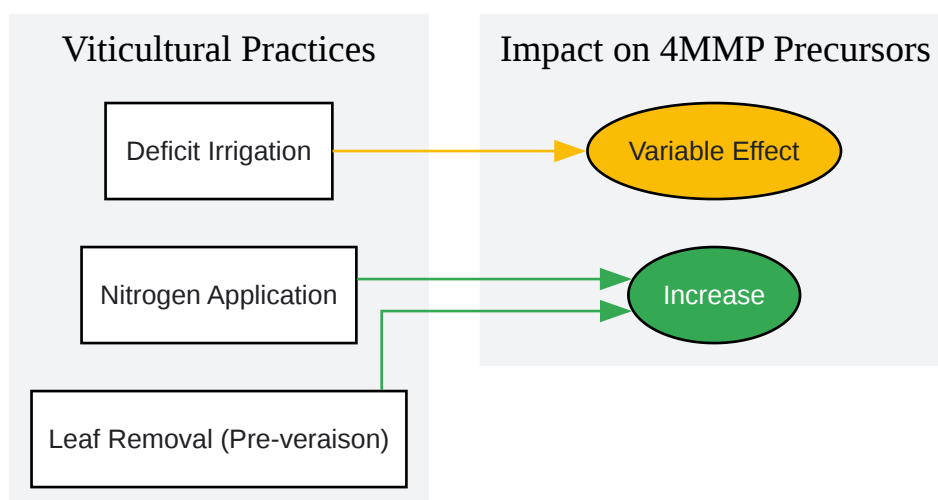 Viticultural Practices
Impact on 4MMP Precursors
Deficit Irrigation
Variable Effect
Nitrogen Application
Increase
Leaf Removal (Pre-veraison)